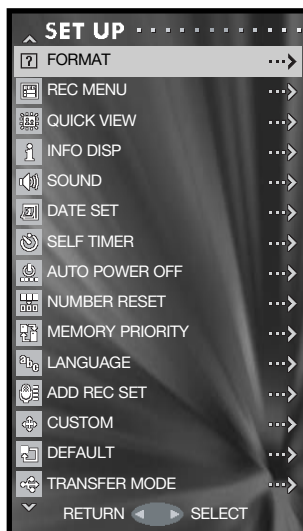 SET UP
FORMAT
REC MENU
QUICK VIEW
INFO DISP
SOUND
DATE SET
SELF TIMER
AUTO POWER OFF
NUMBER RESET
MEMORY PRIORITY
LANGUAGE
ADD REC SET
CUSTOM
DEFAULT
TRANSFER MODE
RETURN SELECT